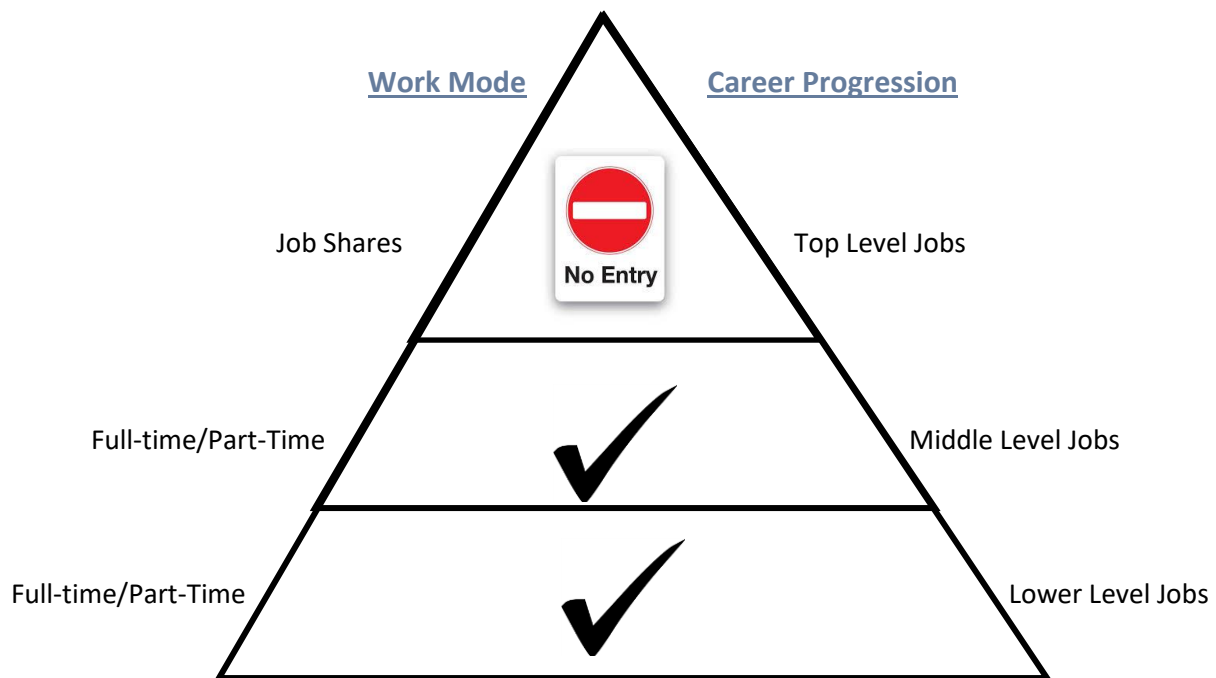 Work Mode
Career Progression
Job Shares
No Entry
Top Level Jobs
Full-time/Part-Time
Middle Level Jobs
Full-time/Part-Time
Lower Level Jobs